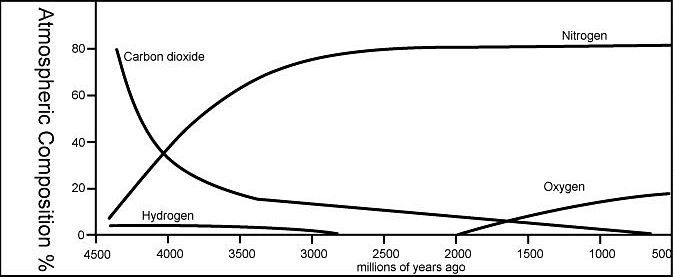 Atmospheric Composition %
80
60
40
20
0
Carbon dioxide
Nitrogen
Hydrogen
Oxygen
4500 4000 3500 3000 2500 2000 1500 1000 500
millions of years ago